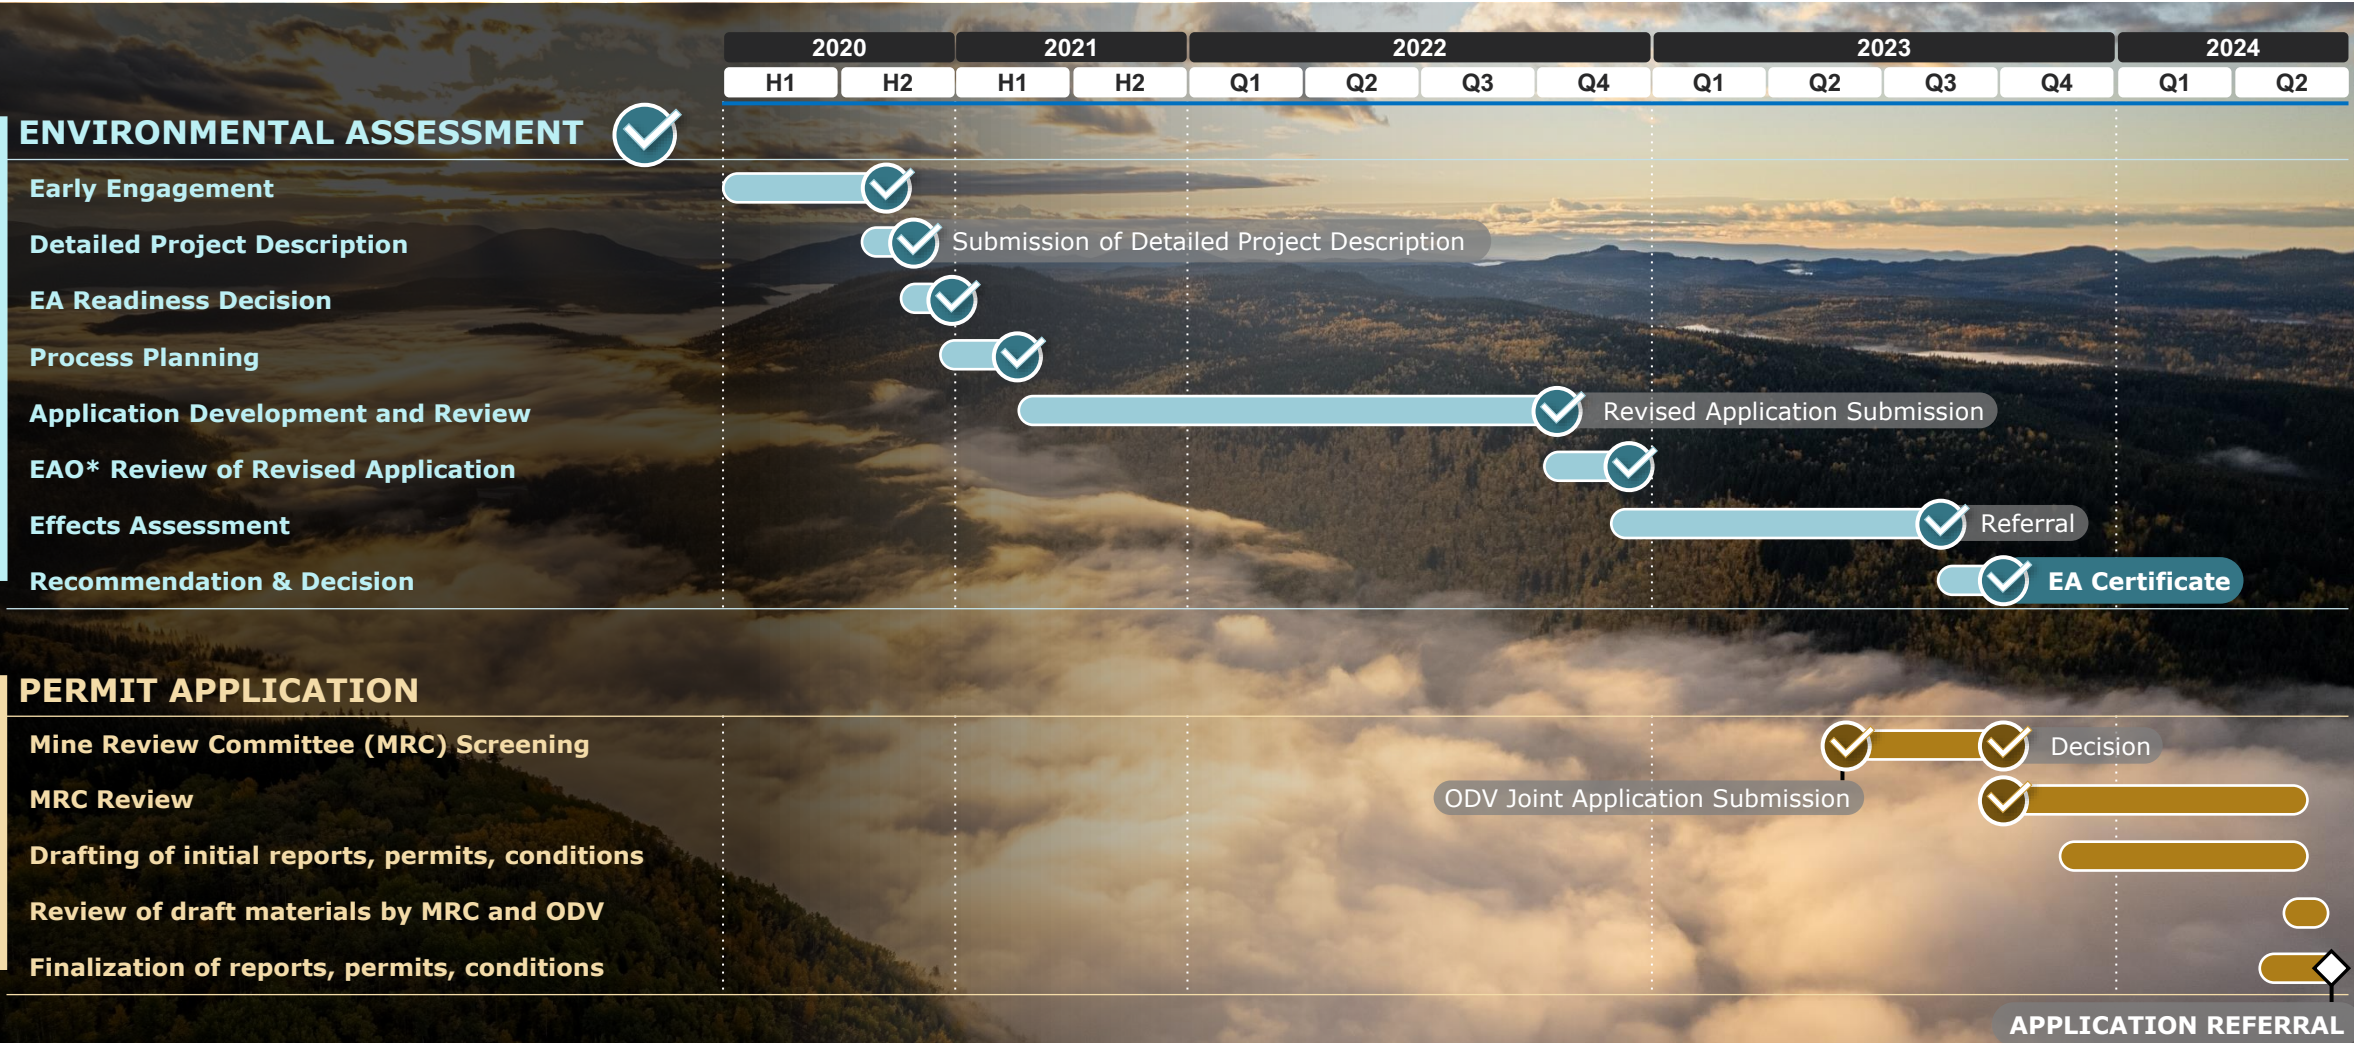 2020 2021 2022 2023 2024
H1 H2 H1 H2 Q1 Q2 Q3 Q4 Q1 Q2 Q3 Q4 Q1 Q2
ENVIRONMENTAL ASSESSMENT
Early Engagement
Detailed Project Description Submission of Detailed Project Description
EA Readiness Decision
Process Planning
Application Development and Review Revised Application Submission
EAO* Review of Revised Application
Effects Assessment Referral
Recommendation & Decision EA Certificate
PERMIT APPLICATION
Mine Review Committee (MRC) Screening Decision
MRC Review ODV Joint Application Submission
Drafting of initial reports, permits, conditions
Review of draft materials by MRC and ODV
Finalization of reports, permits, conditions
APPLICATION REFERRAL